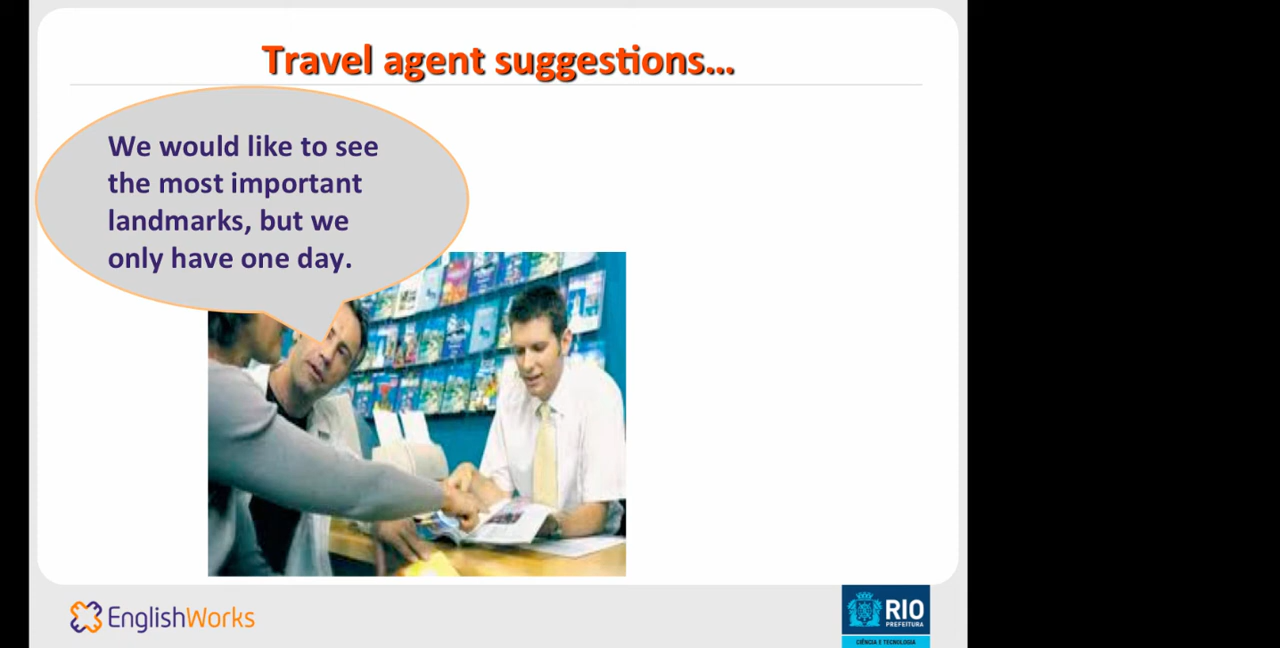 Travel agent suggestions...
We would like to see
the most important
landmarks, but we
only have one day.
EnglishWorks
RIO
PREFEITURA
CIÊNCIA E TECNOLOGIA